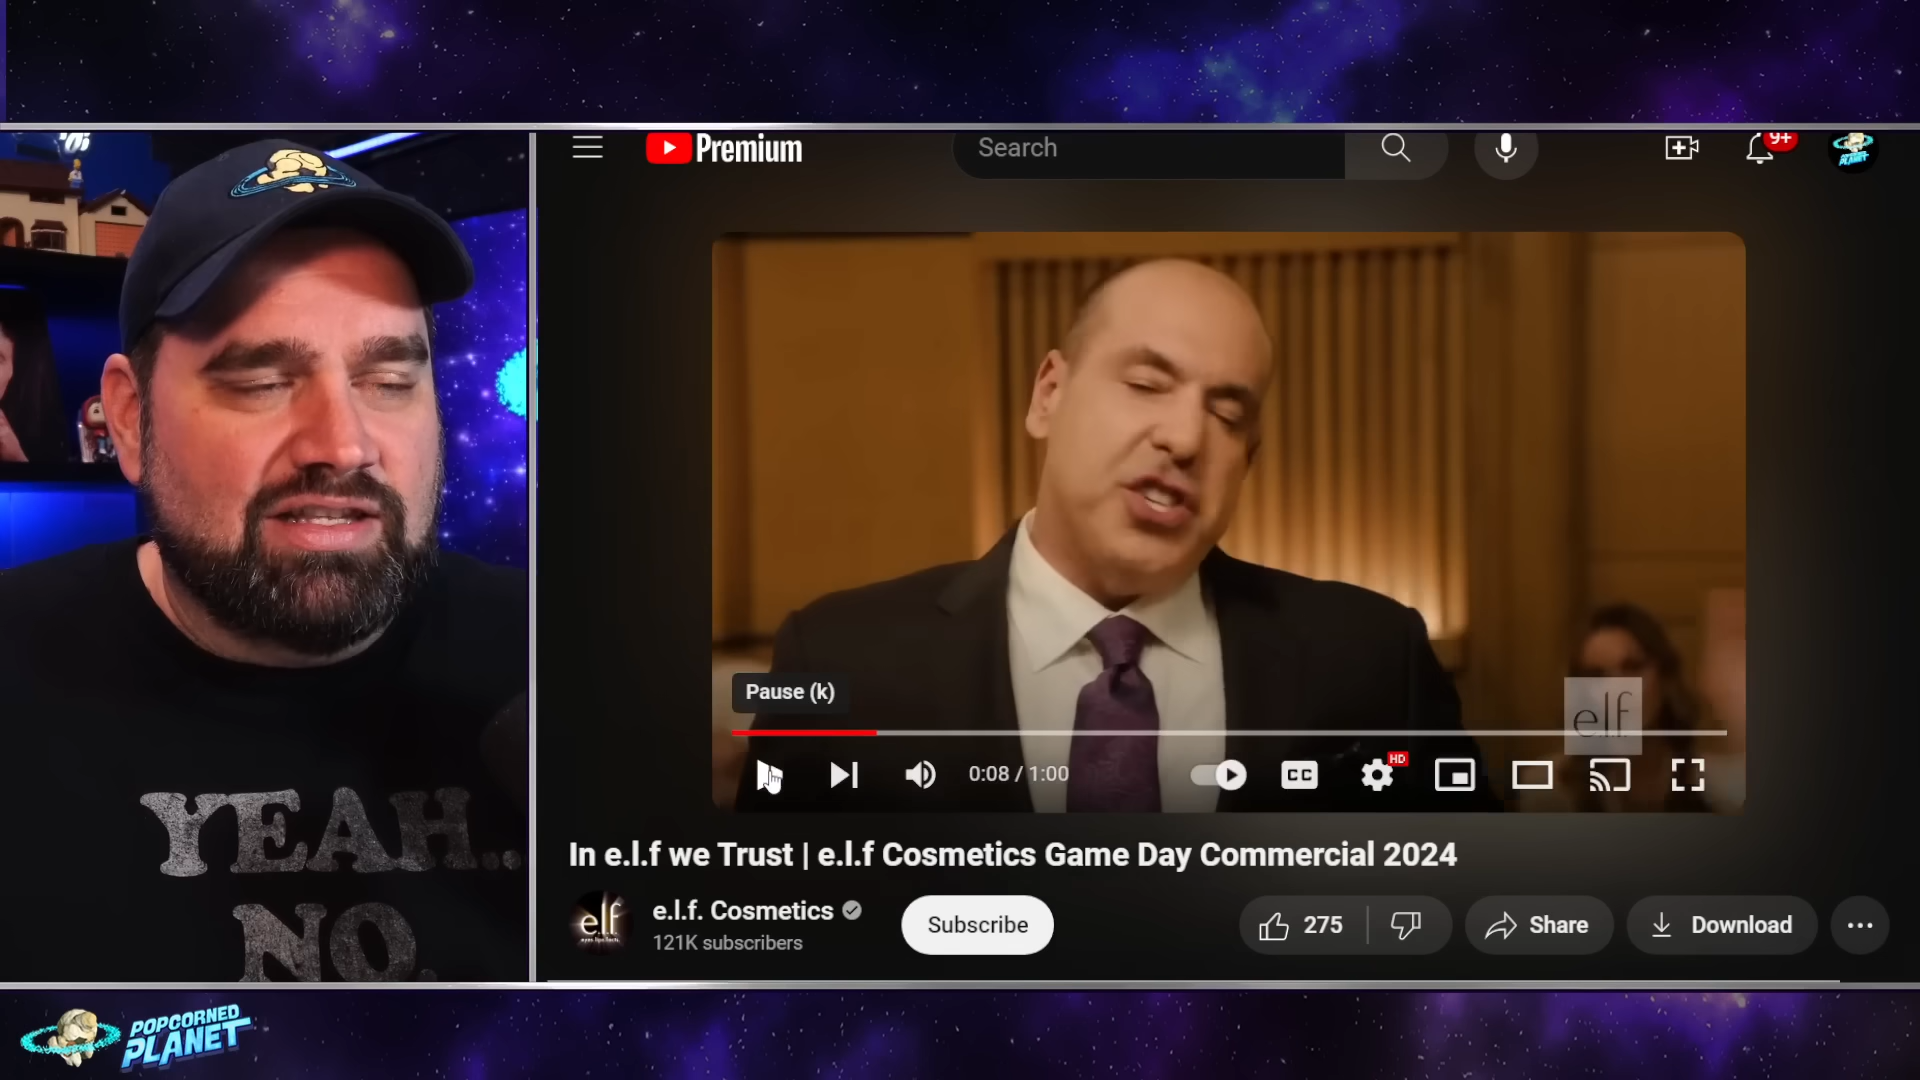 Premium
Search
9+
Pause (k)
e.l.f
HD
CC
0:08 / 1:00
In e.l.f we Trust | e.l.f Cosmetics Game Day Commercial 2024
e.l.f. Cosmetics
121K subscribers
Subscribe
275
Share
Download
e.l.f
YEAH..
NO.
POPCORNED
PLANET